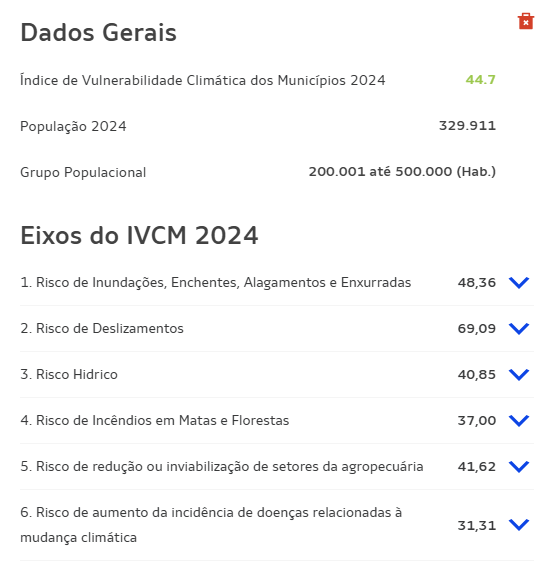 Dados Gerais
Índice de Vulnerabilidade Climática dos Municípios 2024 44.7
População 2024 329.911
Grupo Populacional 200.001 até 500.000 (Hab.)
Eixos do IVCM 2024
1. Risco de Inundações, Enchentes, Alagamentos e Enxurradas 48,36
2. Risco de Deslizamentos 69,09
3. Risco Hidrico 40,85
4. Risco de Incêndios em Matas e Florestas 37,00
5. Risco de redução ou inviabilização de setores da agropecuária 41,62
6. Risco de aumento da incidência de doenças relacionadas à
mudança climática 31,31